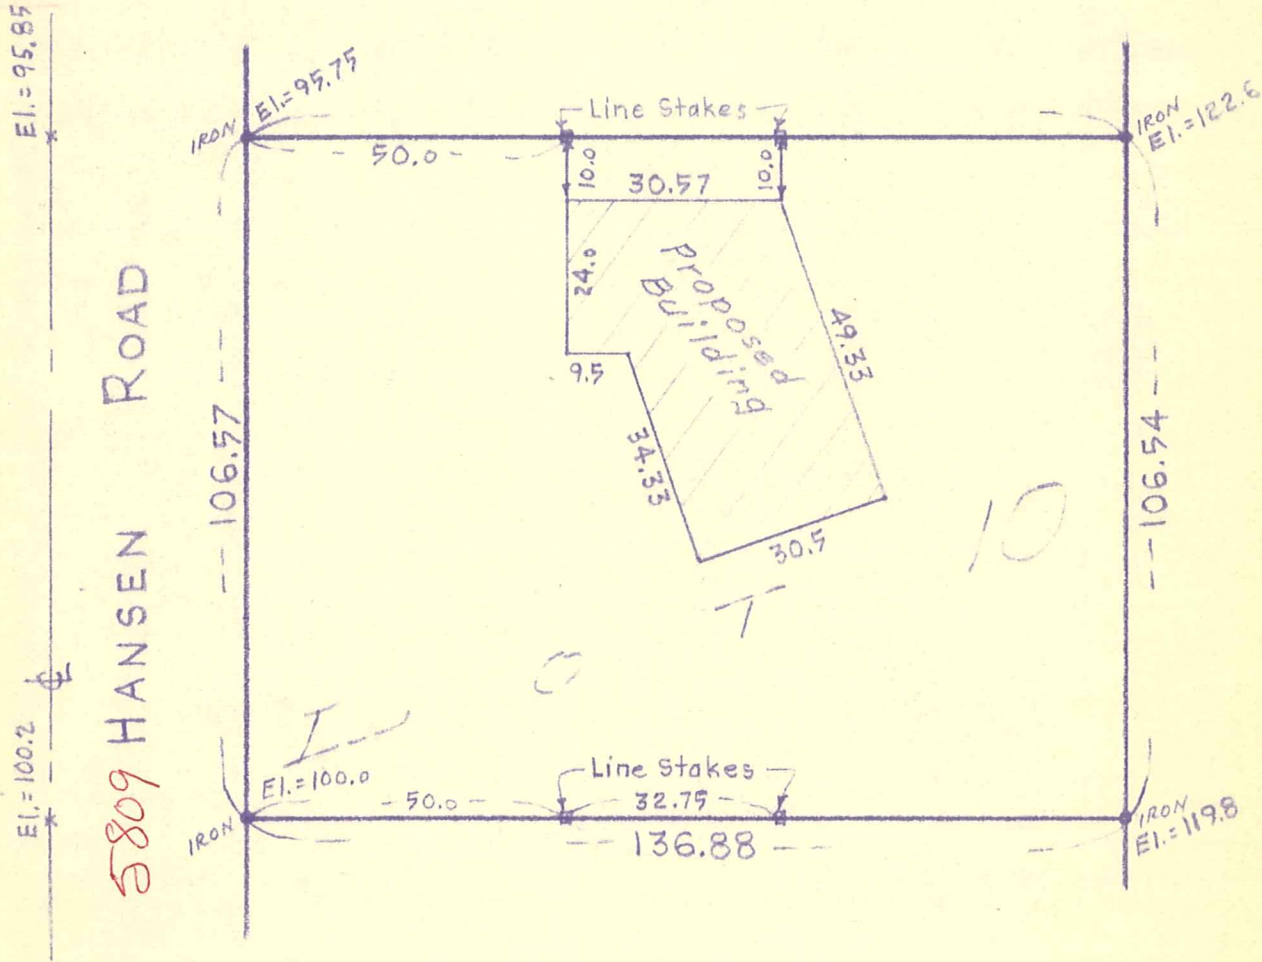 El.=95.85
IRON
El.=95.75
Line Stakes
IRON
El.=122.6
50.0
10.0
30.57
10.0
24.0
Proposed
Building
49.33
9.5
34.33
30.5
106.57
106.54
5809 HANSEN ROAD
LOT 10
℄
El.=100.2
El.=100.0
Line Stakes
IRON
50.0
32.75
136.88
IRON
El.=119.8